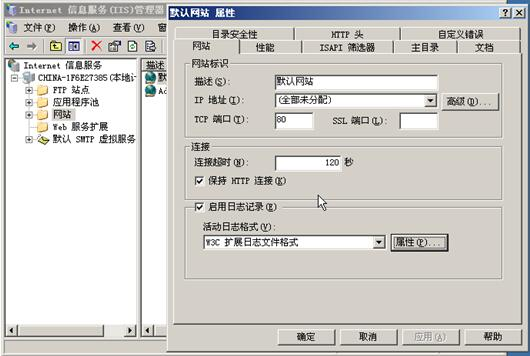 Internet 信息服务(IIS)管理器
文件(F) 操作(A) 查看(V)
Internet 信息服务
CHINA-1F6E27385(本地计
FTP 站点
应用程序池
网站
Web 服务扩展
默认 SMTP 虚拟服务
描述
默认网站 属性
目录安全性 HTTP 头 自定义错误
网站 性能 ISAPI 筛选器 主目录 文档
网站标识
描述(S): 默认网站
IP 地址(I): (全部未分配) 高级(D)...
TCP 端口(T): 80 SSL 端口(L):
连接
连接超时(N): 120 秒
保持 HTTP 连接(K)
启用日志记录(E)
活动日志格式(V):
W3C 扩展日志文件格式 属性(P)...
确定 取消 应用(A) 帮助